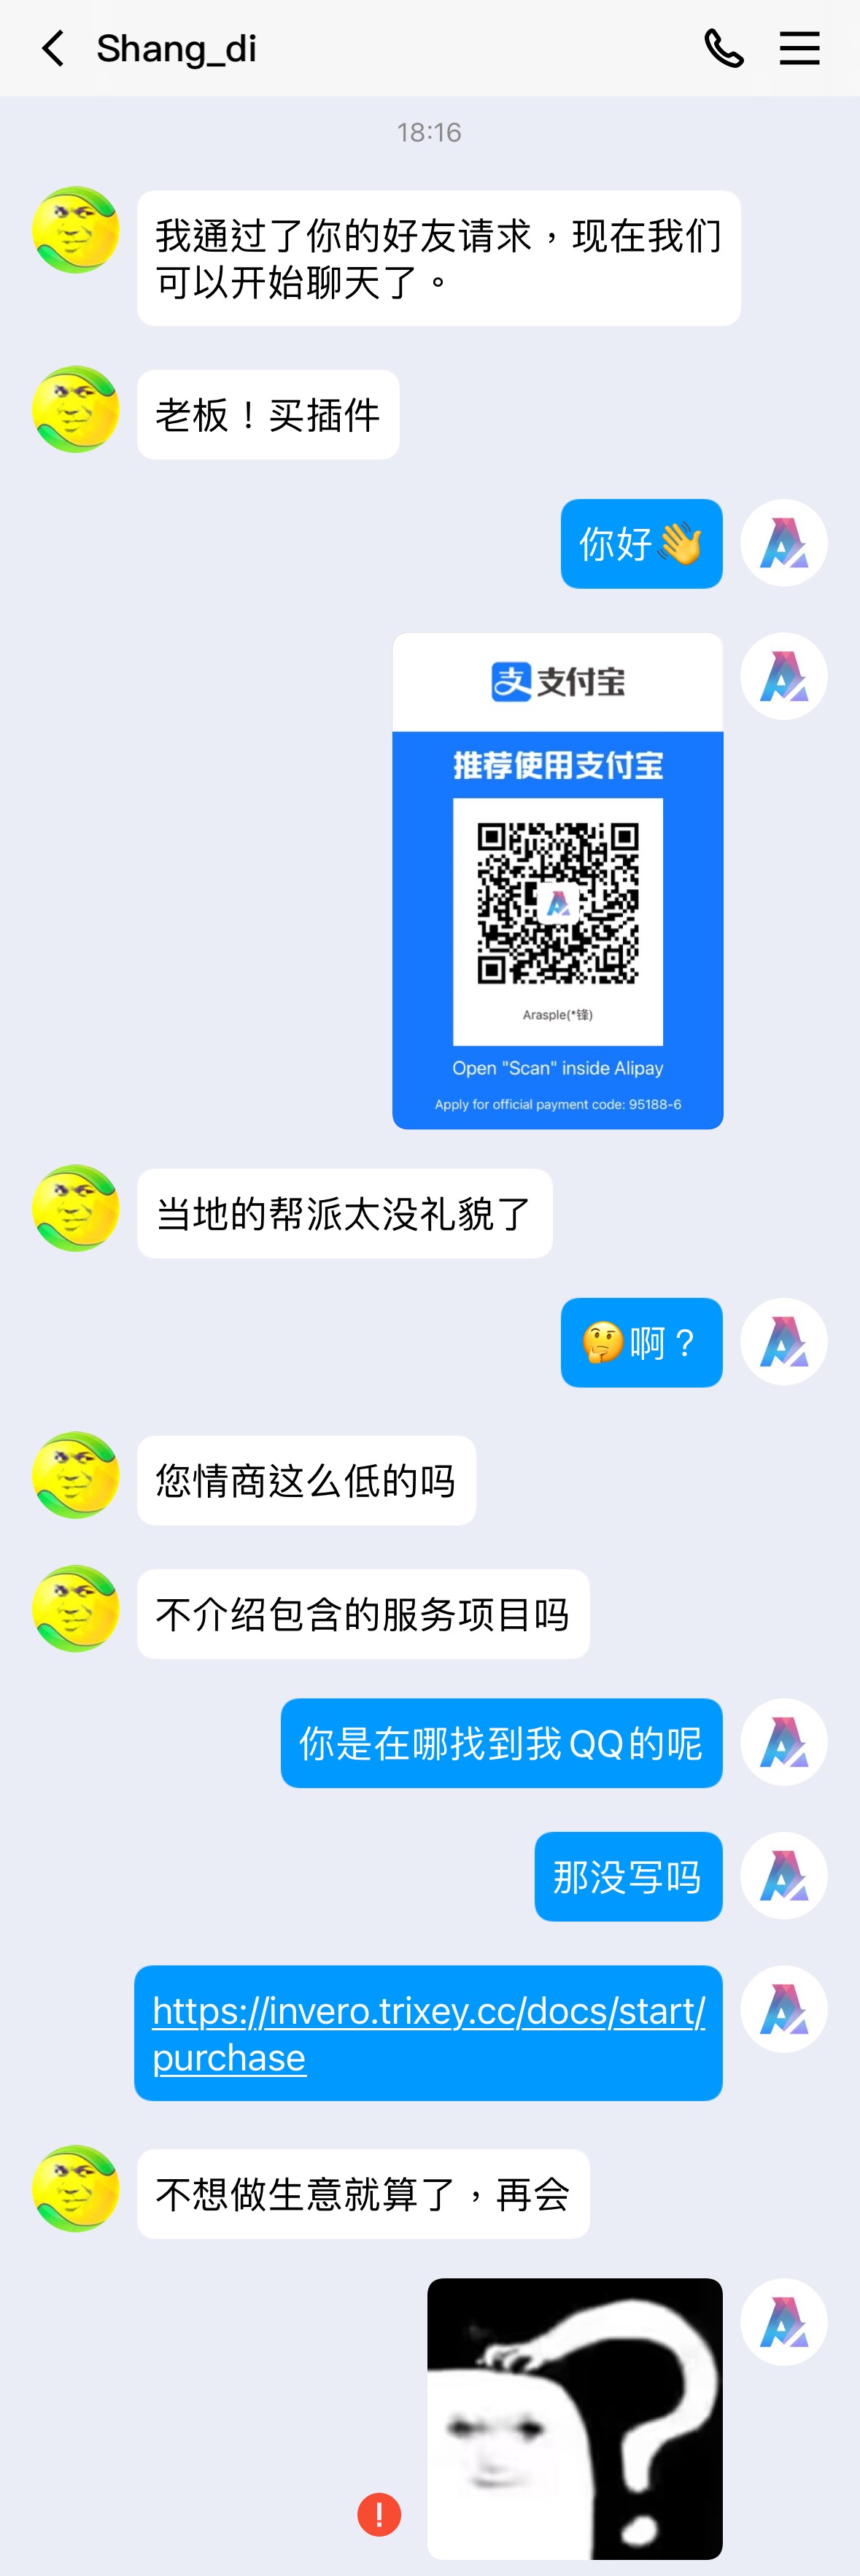 Shang_di
18:16
我通过了你的好友请求，现在我们
可以开始聊天了。
老板！买插件
你好👋
支 支付宝
推荐使用支付宝
Arasple(*锋)
Open "Scan" inside Alipay
Apply for official payment code: 95188-6
当地的帮派太没礼貌了
🤔啊？
您情商这么低的吗
不介绍包含的服务项目吗
你是在哪找到我QQ的呢
那没写吗
https://invero.trixey.cc/docs/start/
purchase
不想做生意就算了，再会